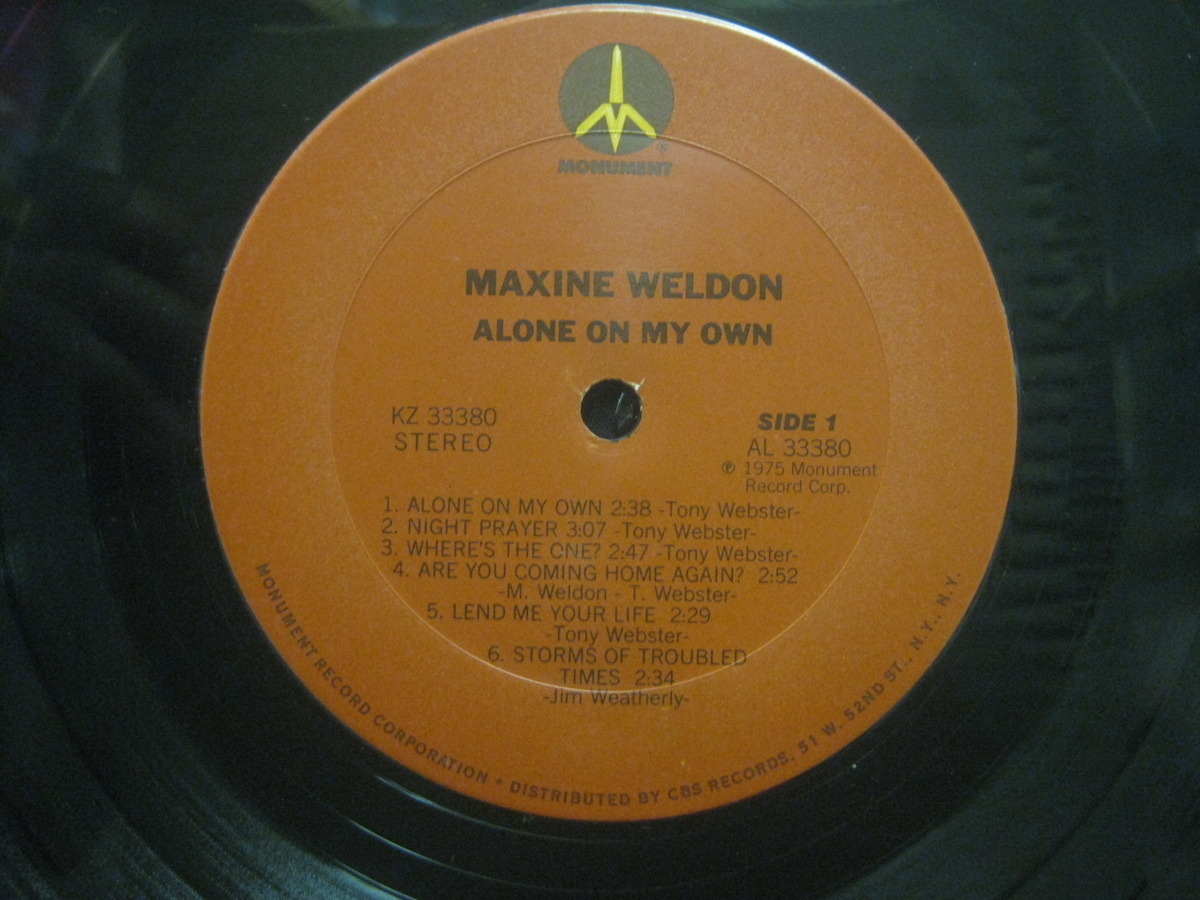 ®
MONUMENT
MAXINE WELDON
ALONE ON MY OWN
KZ 33380
STEREO
SIDE 1
AL 33380
℗ 1975 Monument
Record Corp.
1. ALONE ON MY OWN 2:38 -Tony Webster-
2. NIGHT PRAYER 3:07 -Tony Webster-
3. WHERE'S THE ONE? 2:47 -Tony Webster-
4. ARE YOU COMING HOME AGAIN? 2:52
-M. Weldon - T. Webster-
5. LEND ME YOUR LIFE 2:29
-Tony Webster-
6. STORMS OF TROUBLED
TIMES 2:34
-Jim Weatherly-
MONUMENT RECORD CORPORATION • DISTRIBUTED BY CBS RECORDS, 51 W. 52ND ST., N.Y., N.Y.